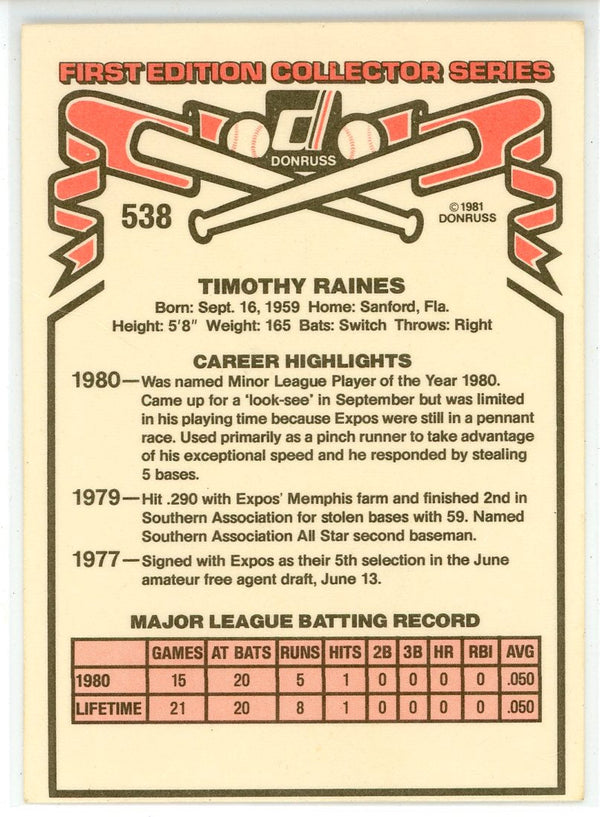 FIRST EDITION COLLECTOR SERIES
d
DONRUSS
538
©1981
DONRUSS
TIMOTHY RAINES
Born: Sept. 16, 1959 Home: Sanford, Fla.
Height: 5'8" Weight: 165 Bats: Switch Throws: Right
CAREER HIGHLIGHTS
1980—Was named Minor League Player of the Year 1980.
Came up for a 'look-see' in September but was limited
in his playing time because Expos were still in a pennant
race. Used primarily as a pinch runner to take advantage
of his exceptional speed and he responded by stealing
5 bases.
1979—Hit .290 with Expos' Memphis farm and finished 2nd in
Southern Association for stolen bases with 59. Named
Southern Association All Star second baseman.
1977—Signed with Expos as their 5th selection in the June
amateur free agent draft, June 13.
MAJOR LEAGUE BATTING RECORD
GAMES AT BATS RUNS HITS 2B 3B HR RBI AVG
1980 15 20 5 1 0 0 0 0 .050
LIFETIME 21 20 8 1 0 0 0 0 .050